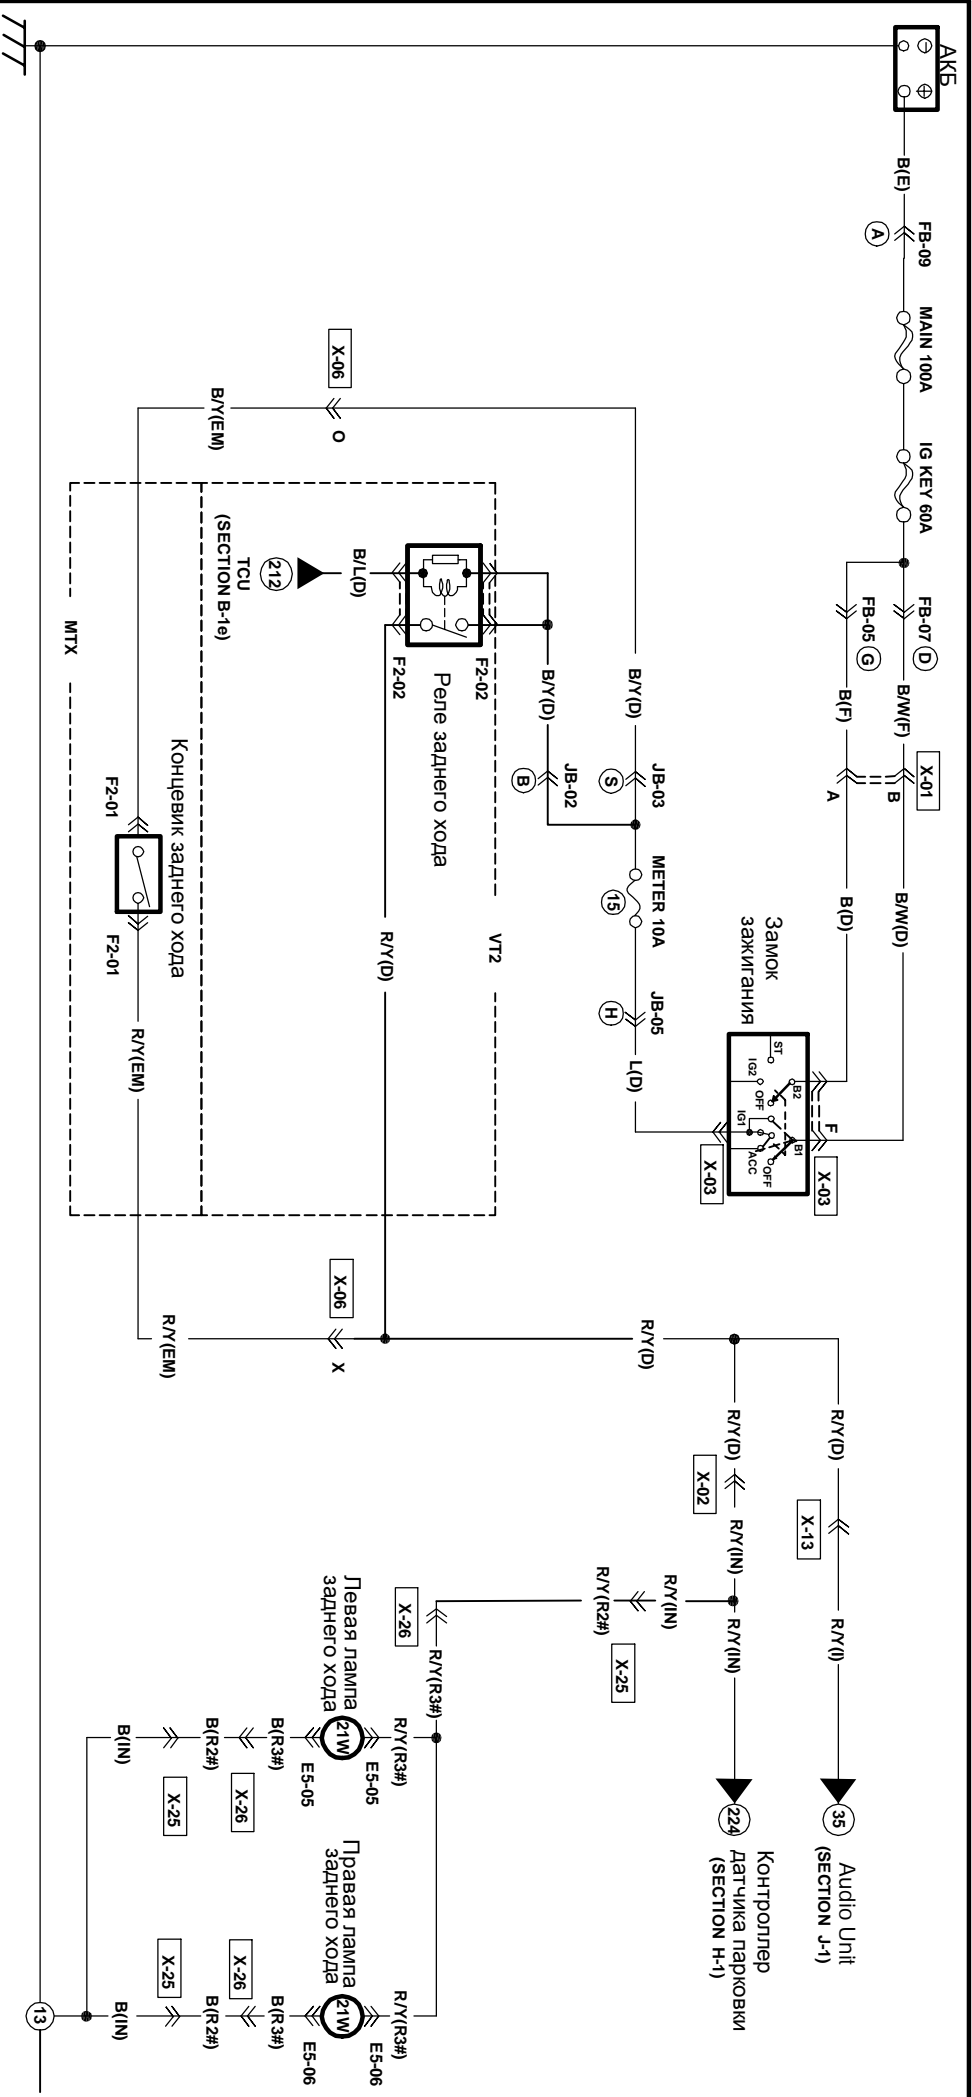 АКБ
B(E)
FB-09
A
MAIN 100A
IG KEY 60A
FB-07
D
FB-05
G
B/W(F)
B(F)
X-01
B
A
B/W(D)
B(D)
Замок
зажигания
ST
IG2
OFF
B2
IG1
ACC
OFF
B1
F
X-03
X-03
X-06
O
B/Y(EM)
B/Y(D)
JB-03
S
METER 10A
15
JB-05
H
L(D)
B/Y(D)
JB-02
B
F2-02
F2-02
Реле заднего хода
B/L(D)
212
TCU
(SECTION B-1e)
MTX
VT2
R/Y(D)
Концевик заднего хода
F2-01
F2-01
R/Y(EM)
X-06
X
R/Y(EM)
R/Y(D)
R/Y(D)
X-13
R/Y(I)
35
Audio Unit
(SECTION J-1)
R/Y(D)
X-02
R/Y(IN)
R/Y(IN)
224
Контроллер
датчика парковки
(SECTION H-1)
R/Y(IN)
X-25
R/Y(R2#)
X-26
R/Y(R3#)
Левая лампа
заднего хода
21W
R/Y(R3#)
E5-05
E5-05
B(R3#)
X-26
B(R2#)
X-25
B(IN)
Правая лампа
заднего хода
21W
R/Y(R3#)
E5-06
E5-06
B(R3#)
X-26
B(R2#)
X-25
B(IN)
13